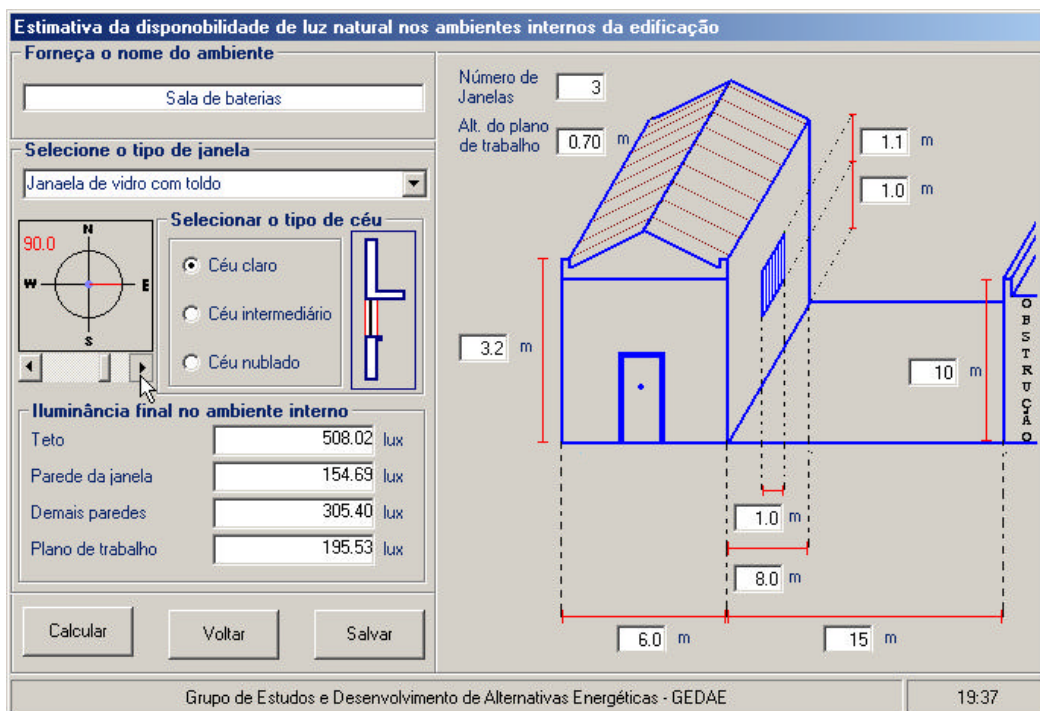 Estimativa da disponobilidade de luz natural nos ambientes internos da edificação
Forneça o nome do ambiente
Sala de baterias
Selecione o tipo de janela
Janaela de vidro com toldo
90.0
N
W
E
S
Selecionar o tipo de céu
Céu claro
Céu intermediário
Céu nublado
Iluminância final no ambiente interno
Teto 508.02 lux
Parede da janela 154.69 lux
Demais paredes 305.40 lux
Plano de trabalho 195.53 lux
Calcular
Voltar
Salvar
Número de
Janelas
3
Alt. do plano
de trabalho
0.70 m
1.1 m
1.0 m
3.2 m
10 m
OBSTRUÇÃO
1.0 m
8.0 m
6.0 m
15 m
Grupo de Estudos e Desenvolvimento de Alternativas Energéticas - GEDAE
19:37